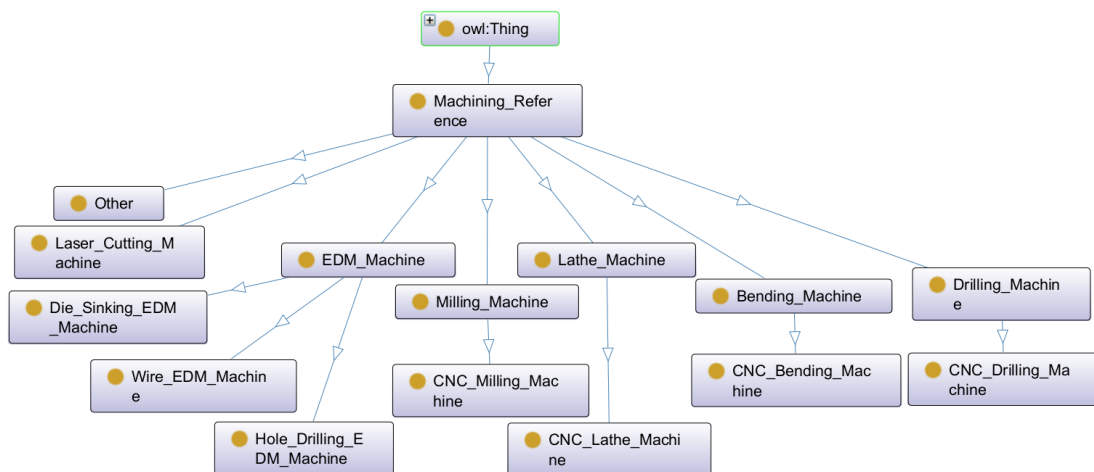 owl:Thing
Machining_Refer
ence
Other
Laser_Cutting_M
achine
EDM_Machine
Lathe_Machine
Milling_Machine
Bending_Machine
Drilling_Machin
e
Die_Sinking_EDM
_Machine
Wire_EDM_Machin
e
CNC_Milling_Mac
hine
CNC_Bending_Mac
hine
CNC_Drilling_Ma
chine
Hole_Drilling_E
DM_Machine
CNC_Lathe_Machi
ne